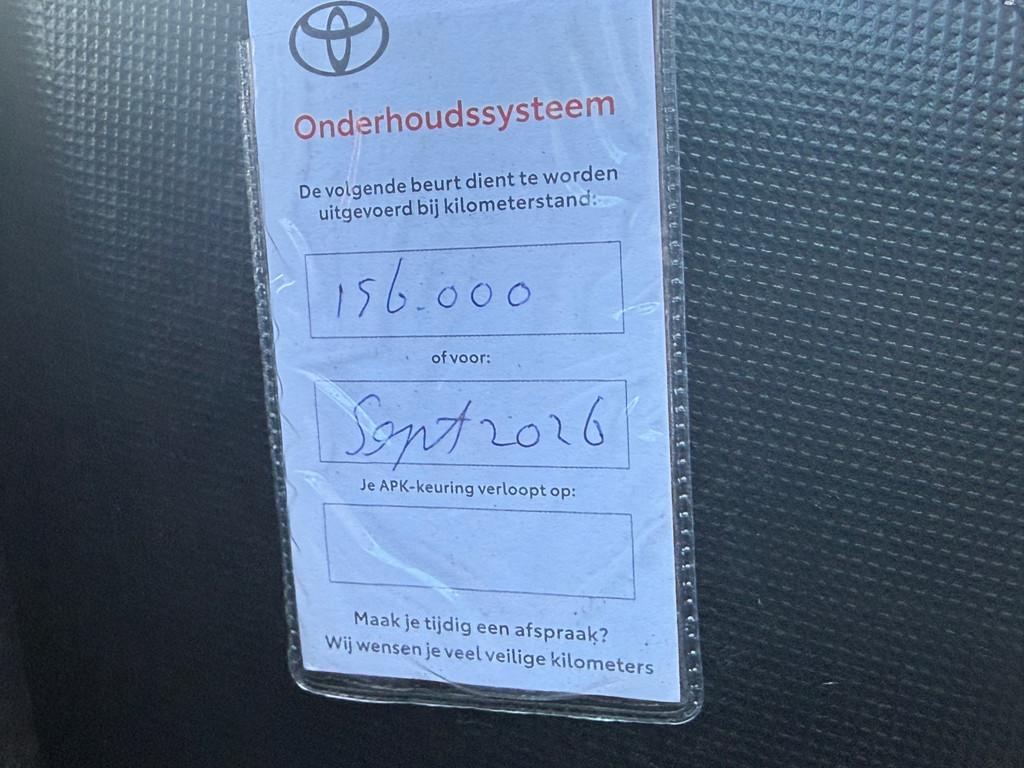 Onderhoudssysteem
De volgende beurt dient te worden
uitgevoerd bij kilometerstand:
156.000
of voor:
Sept 2026
Je APK-keuring verloopt op:
Maak je tijdig een afspraak?
Wij wensen je veel veilige kilometers